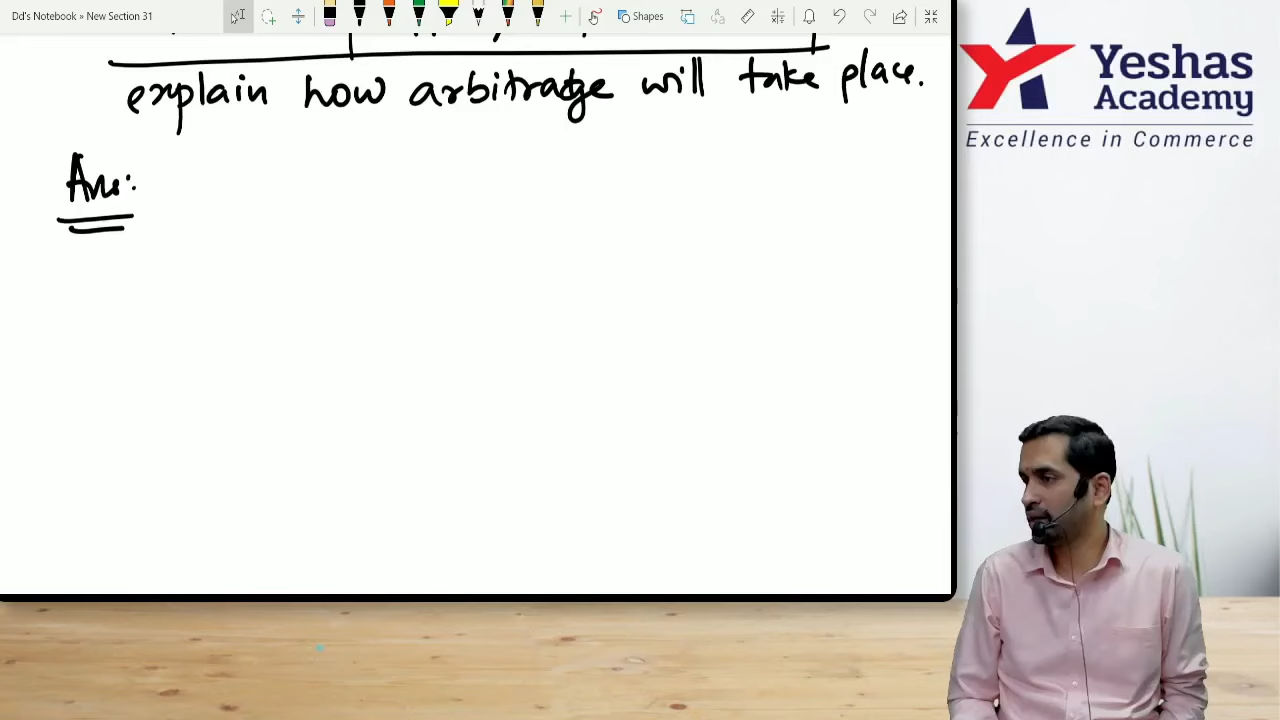 Dd's Notebook » New Section 31
Shapes
Yeshas
Academy
Excellence in Commerce
explain how arbitrage will take place.
Ans: